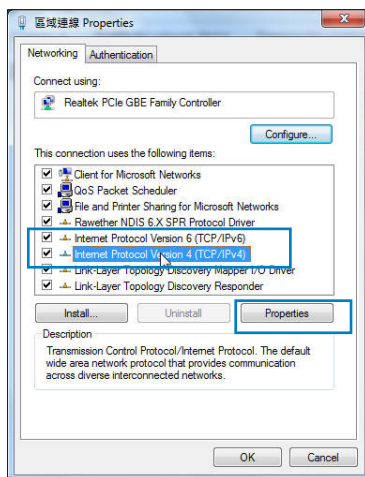 區域連線 Properties
Networking
Authentication
Connect using:
Realtek PCIe GBE Family Controller
Configure...
This connection uses the following items:
Client for Microsoft Networks
QoS Packet Scheduler
File and Printer Sharing for Microsoft Networks
Rawether NDIS 6.X SPR Protocol Driver
Internet Protocol Version 6 (TCP/IPv6)
Internet Protocol Version 4 (TCP/IPv4)
Link-Layer Topology Discovery Mapper I/O Driver
Link-Layer Topology Discovery Responder
Install...
Uninstall
Properties
Description
Transmission Control Protocol/Internet Protocol. The default
wide area network protocol that provides communication
across diverse interconnected networks.
OK
Cancel